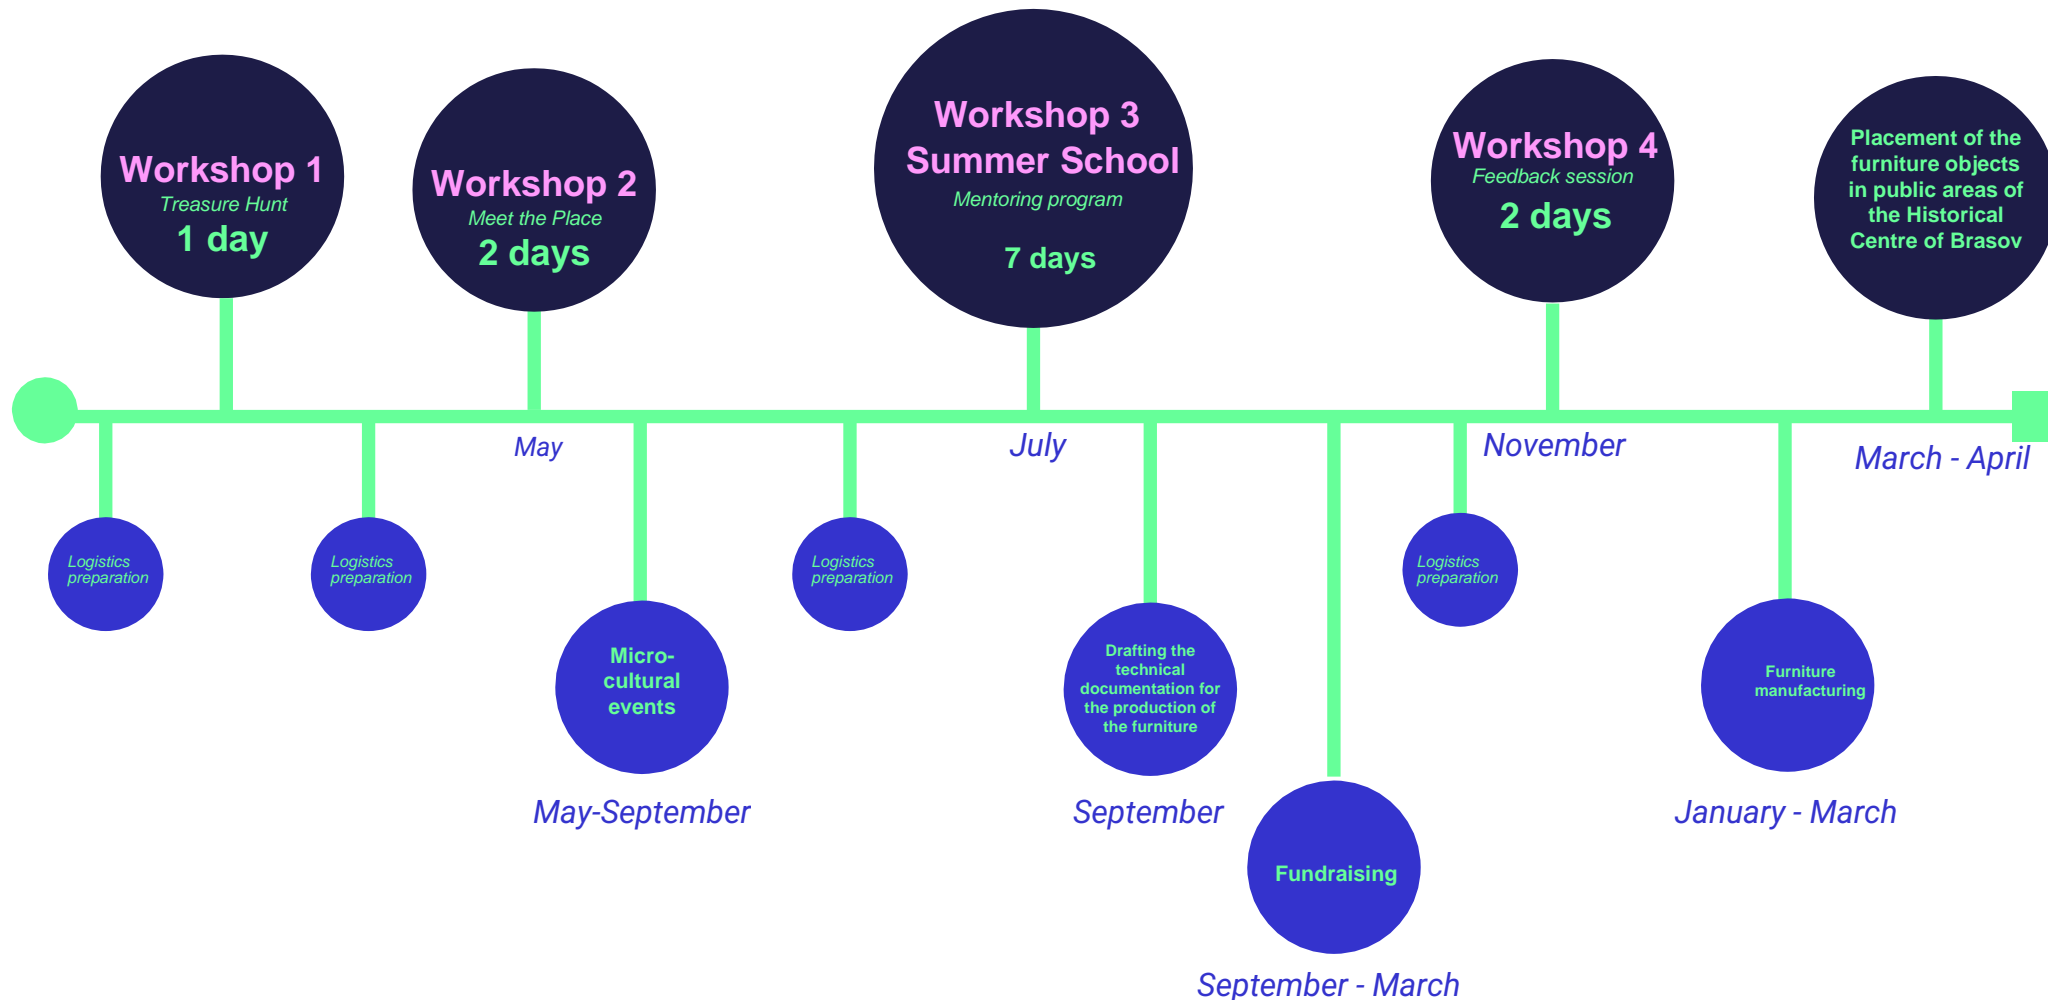 Workshop 1
Treasure Hunt
1 day
Workshop 2
Meet the Place
2 days
Workshop 3
Summer School
Mentoring program
7 days
Workshop 4
Feedback session
2 days
Placement of the
furniture objects
in public areas of
the Historical
Centre of Brasov
May
July
November
March - April
Logistics
preparation
Logistics
preparation
Logistics
preparation
Logistics
preparation
Micro-
cultural
events
Drafting the
technical
documentation for
the production of
the furniture
Furniture
manufacturing
May-September
September
January - March
Fundraising
September - March